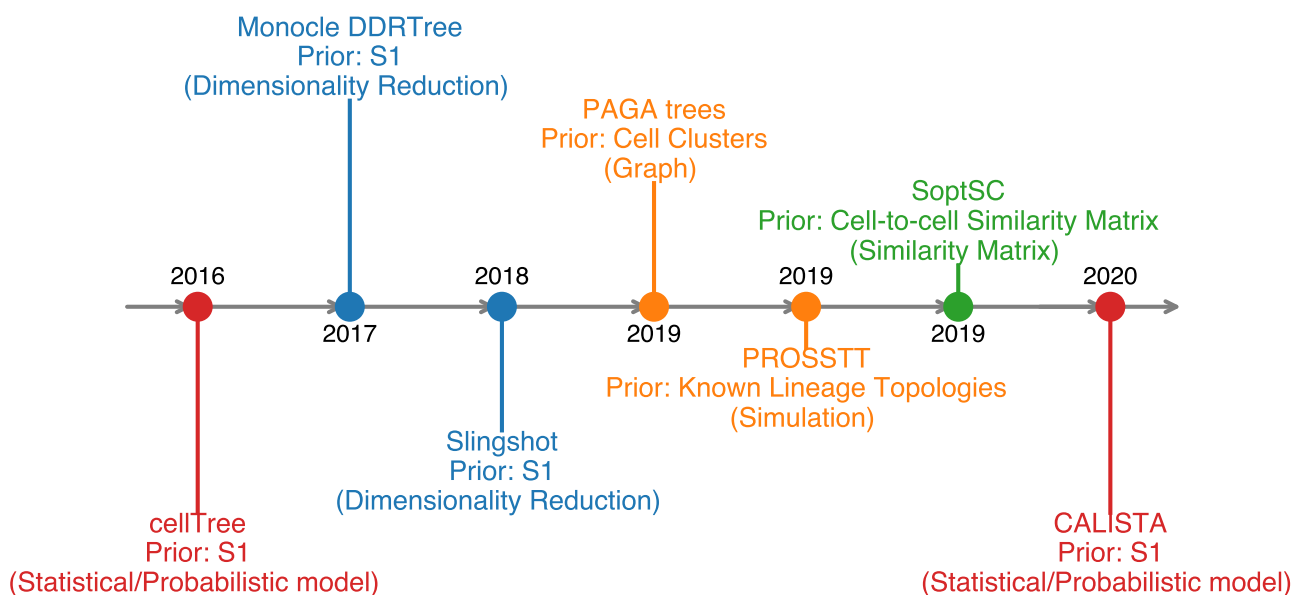 Monocle DDRTree
Prior: S1
(Dimensionality Reduction)
PAGA trees
Prior: Cell Clusters
(Graph)
SoptSC
Prior: Cell-to-cell Similarity Matrix
(Similarity Matrix)
2016
2018
2019
2020
2017
2019
2019
PROSSTT
Prior: Known Lineage Topologies
(Simulation)
Slingshot
Prior: S1
(Dimensionality Reduction)
cellTree
Prior: S1
(Statistical/Probabilistic model)
CALISTA
Prior: S1
(Statistical/Probabilistic model)